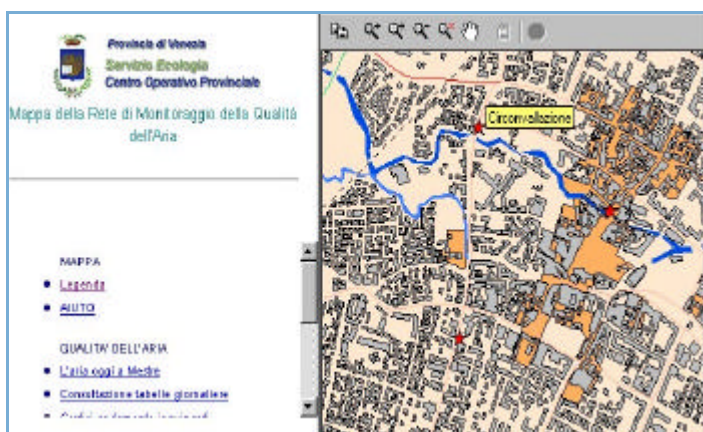 Provincia di Venezia
Servizio Ecologia
Centro Operativo Provinciale
Mappa della Rete di Monitoraggio della Qualità
dell'Aria
Circonvallazione
MAPPA
Legenda
AIUTO
QUALITA' DELL'ARIA
L'aria oggi a Mestre
Consultazione tabelle giornaliere